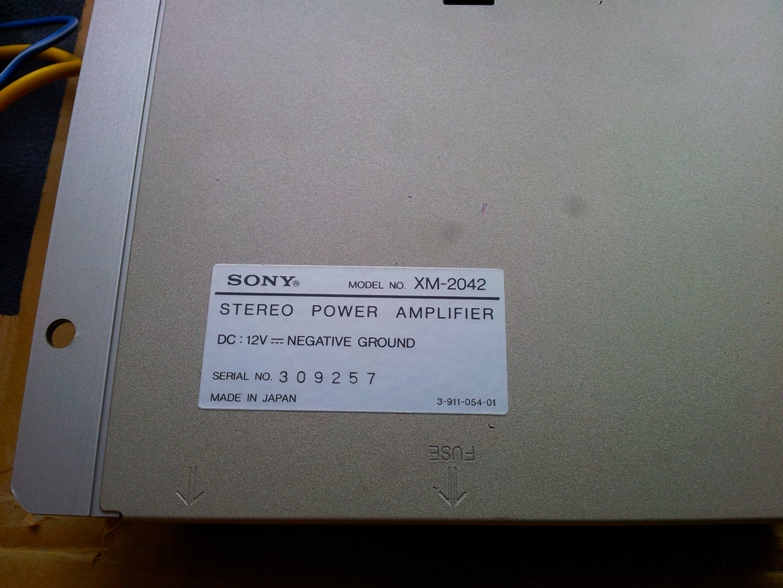 SONY® MODEL NO. XM-2042
STEREO POWER AMPLIFIER
DC : 12V ⎓ NEGATIVE GROUND
SERIAL NO. 309257
MADE IN JAPAN 3-911-054-01
FUSE